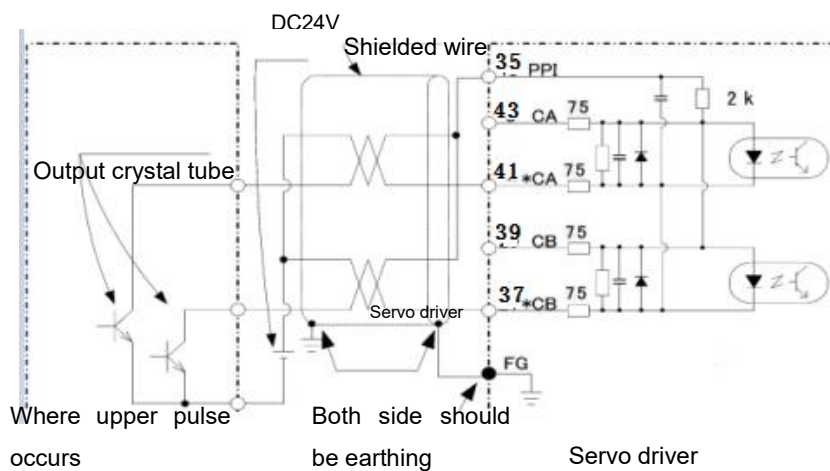 DC24V
Shielded wire
35 PPI
2 k
43 CA 75
Output crystal tube
41 *CA 75
39 CB 75
Servo driver
37 *CB 75
FG
Where upper pulse
occurs
Both side should
be earthing
Servo driver